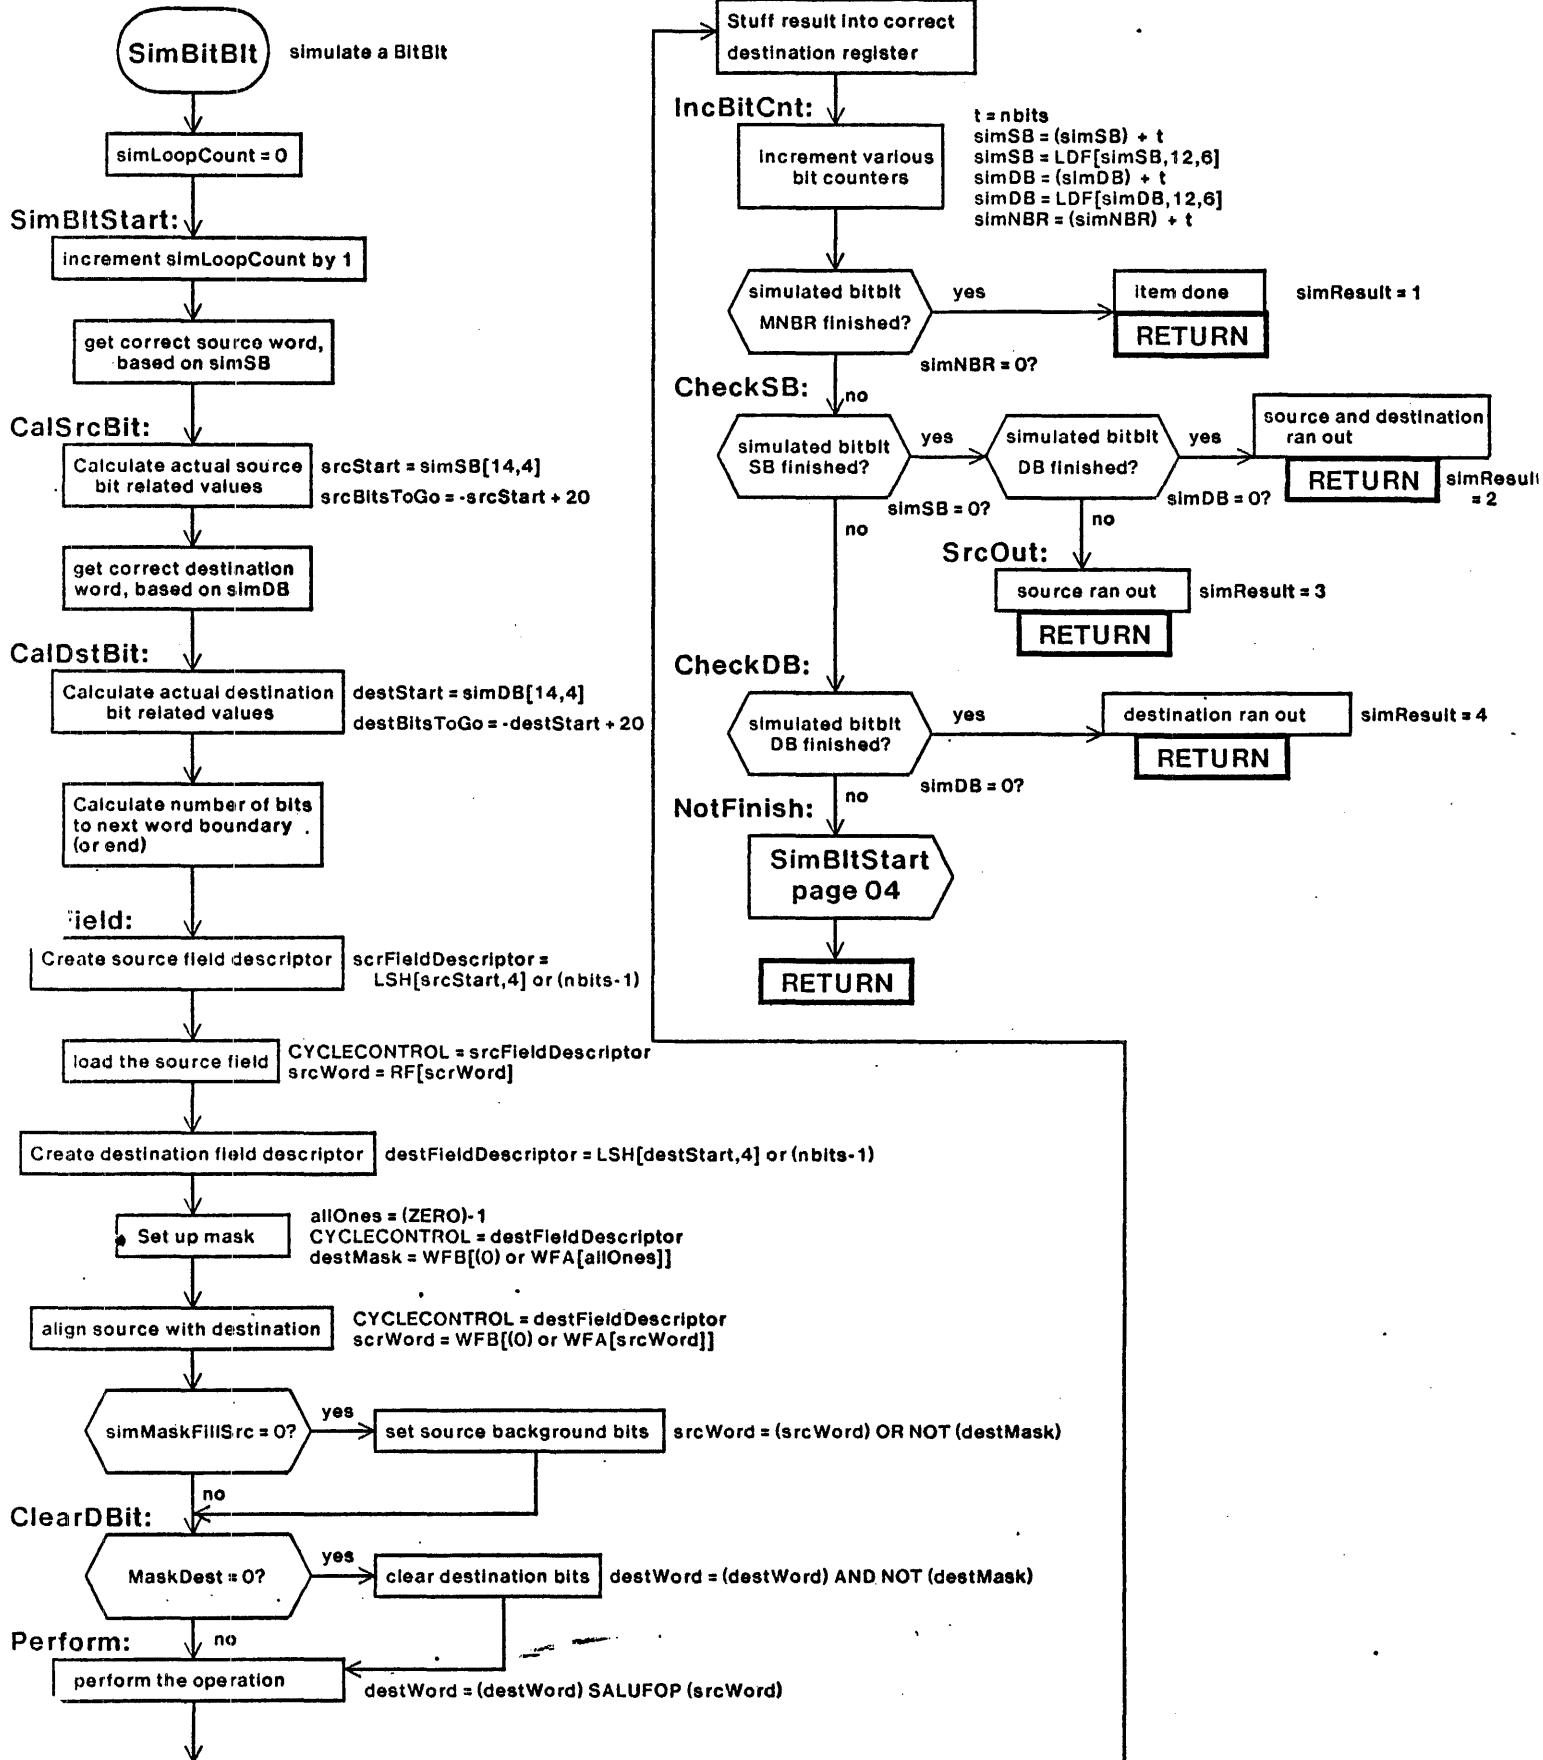 SimBitBlt
simulate a BitBlt
simLoopCount = 0
SimBltStart:
increment simLoopCount by 1
get correct source word,
based on simSB
CalSrcBit:
Calculate actual source
bit related values
srcStart = simSB[14,4]
srcBitsToGo = -srcStart + 20
get correct destination
word, based on simDB
CalDstBit:
Calculate actual destination
bit related values
destStart = simDB[14,4]
destBitsToGo = -destStart + 20
Calculate number of bits
to next word boundary
(or end)
ield:
Create source field descriptor
scrFieldDescriptor =
LSH[srcStart,4] or (nbits-1)
load the source field
CYCLECONTROL = srcFieldDescriptor
srcWord = RF[scrWord]
Create destination field descriptor
destFieldDescriptor = LSH[destStart,4] or (nbits-1)
Set up mask
allOnes = (ZERO)-1
CYCLECONTROL = destFieldDescriptor
destMask = WFB[(0) or WFA[allOnes]]
align source with destination
CYCLECONTROL = destFieldDescriptor
scrWord = WFB[(0) or WFA[srcWord]]
simMaskFillSrc = 0?
yes
set source background bits
srcWord = (srcWord) OR NOT (destMask)
no
ClearDBit:
MaskDest = 0?
yes
clear destination bits
destWord = (destWord) AND NOT (destMask)
no
Perform:
perform the operation
destWord = (destWord) SALUFOP (srcWord)
Stuff result into correct
destination register
IncBitCnt:
increment various
bit counters
t = nbits
simSB = (simSB) + t
simSB = LDF[simSB,12,6]
simDB = (simDB) + t
simDB = LDF[simDB,12,6]
simNBR = (simNBR) + t
simulated bitblt
MNBR finished?
yes
item done
simResult = 1
RETURN
simNBR = 0?
no
CheckSB:
simulated bitblt
SB finished?
yes
simSB = 0?
simulated bitblt
DB finished?
yes
simDB = 0?
source and destination
ran out
RETURN
simResult
= 2
no
no
SrcOut:
source ran out
simResult = 3
RETURN
CheckDB:
simulated bitblt
DB finished?
yes
destination ran out
simResult = 4
RETURN
simDB = 0?
no
NotFinish:
SimBltStart
page 04
RETURN